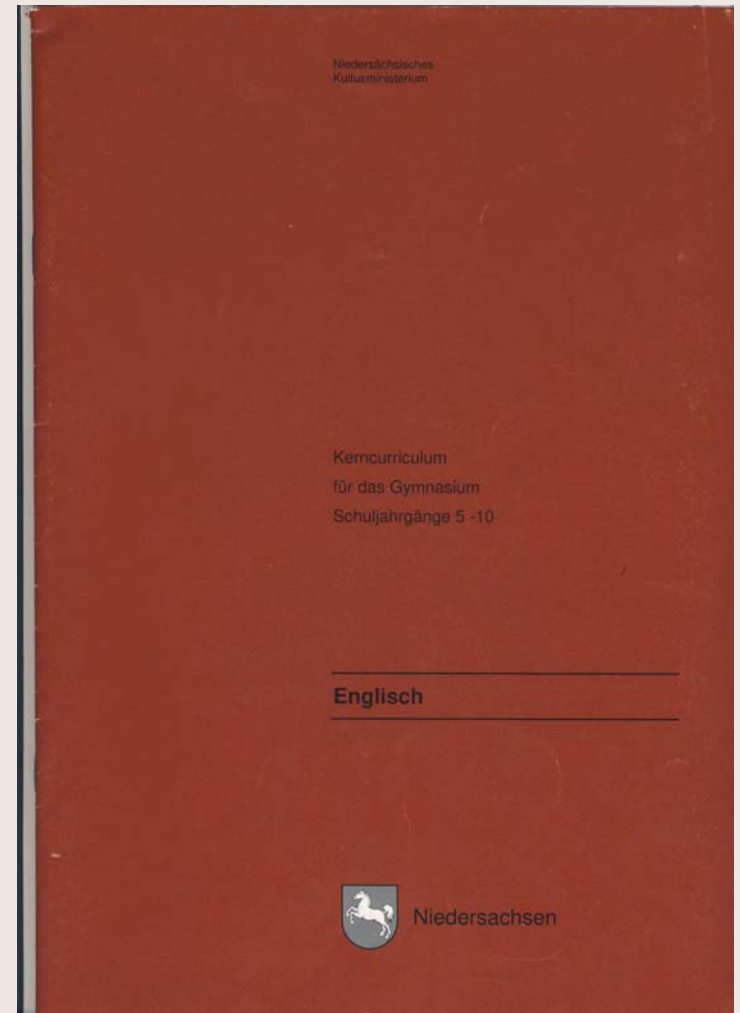 Niedersächsisches
Kultusministerium
Kerncurriculum
für das Gymnasium
Schuljahrgänge 5 -10
Englisch
Niedersachsen